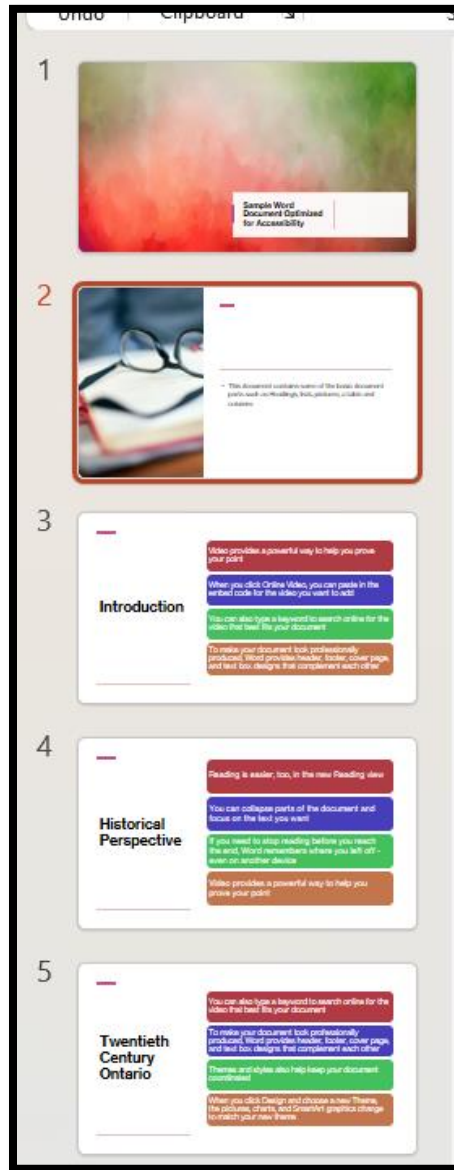 Undo
Clipboard
1
Sample Word
Document Optimized
for Accessibility
2
– This document contains some of the basic document
parts such as Headings, lists, pictures, a table and
columns
3
Introduction
Video provides a powerful way to help you prove
your point
When you click Online Video, you can paste in the
embed code for the video you want to add
You can also type a keyword to search online for the
video that best fits your document
To make your document look professionally
produced, Word provides header, footer, cover page,
and text box designs that complement each other
4
Historical
Perspective
Reading is easier, too, in the new Reading view
You can collapse parts of the document and
focus on the text you want
If you need to stop reading before you reach
the end, Word remembers where you left off -
even on another device
Video provides a powerful way to help you
prove your point
5
Twentieth
Century
Ontario
You can also type a keyword to search online for the
video that best fits your document
To make your document look professionally
produced, Word provides header, footer, cover page,
and text box designs that complement each other
Themes and styles also help keep your document
coordinated
When you click Design and choose a new Theme,
the pictures, charts, and SmartArt graphics change
to match your new theme